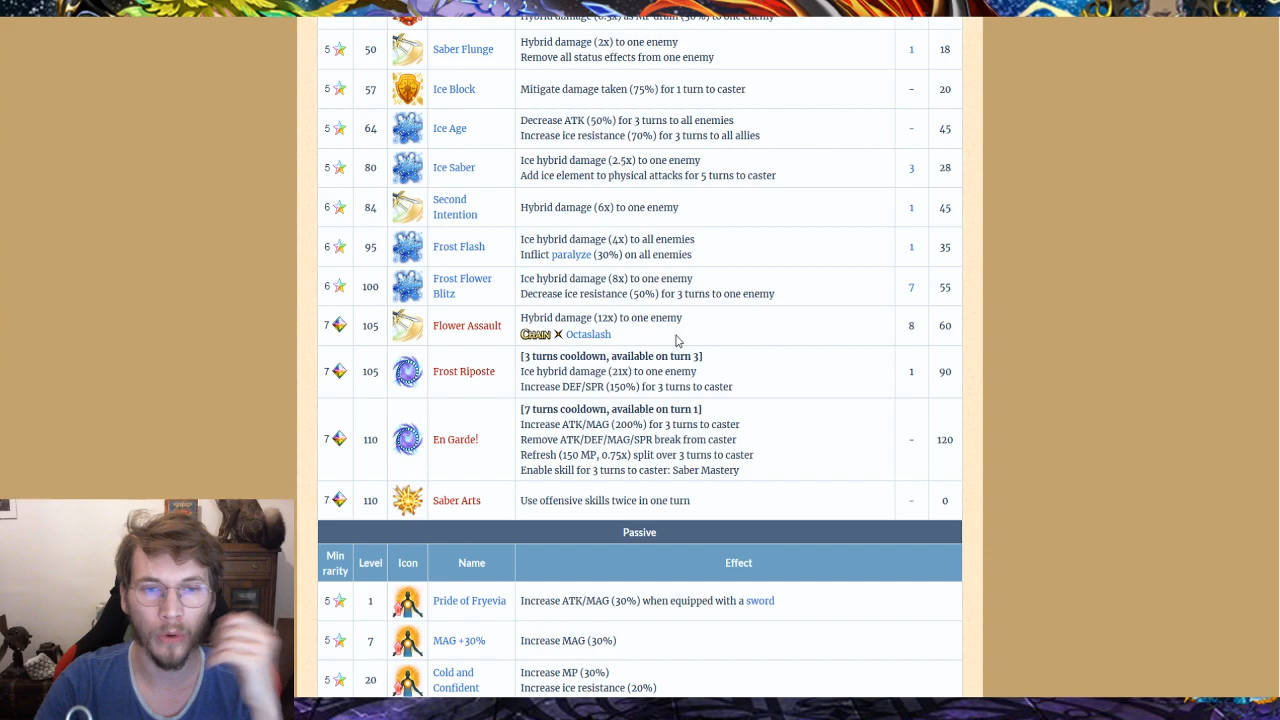 Hybrid damage (0.3x) as MP drain (30%) to one enemy
5 50 Saber Flunge Hybrid damage (2x) to one enemy 1 18
Remove all status effects from one enemy
5 57 Ice Block Mitigate damage taken (75%) for 1 turn to caster - 20
5 64 Ice Age Decrease ATK (50%) for 3 turns to all enemies - 45
Increase ice resistance (70%) for 3 turns to all allies
5 80 Ice Saber Ice hybrid damage (2.5x) to one enemy 3 28
Add ice element to physical attacks for 5 turns to caster
6 84 Second Intention Hybrid damage (6x) to one enemy 1 45
6 95 Frost Flash Ice hybrid damage (4x) to all enemies 1 35
Inflict paralyze (30%) on all enemies
6 100 Frost Flower Blitz Ice hybrid damage (8x) to one enemy 7 55
Decrease ice resistance (50%) for 3 turns to one enemy
7 105 Flower Assault Hybrid damage (12x) to one enemy 8 60
CHAIN Octaslash
7 105 Frost Riposte [3 turns cooldown, available on turn 3] 1 90
Ice hybrid damage (21x) to one enemy
Increase DEF/SPR (150%) for 3 turns to caster
7 110 En Garde! [7 turns cooldown, available on turn 1] - 120
Increase ATK/MAG (200%) for 3 turns to caster
Remove ATK/DEF/MAG/SPR break from caster
Refresh (150 MP, 0.75x) split over 3 turns to caster
Enable skill for 3 turns to caster: Saber Mastery
7 110 Saber Arts Use offensive skills twice in one turn - 0
Passive
Min rarity Level Icon Name Effect
5 1 Pride of Fryevia Increase ATK/MAG (30%) when equipped with a sword
5 7 MAG +30% Increase MAG (30%)
5 20 Cold and Confident Increase MP (30%)
Increase ice resistance (20%)